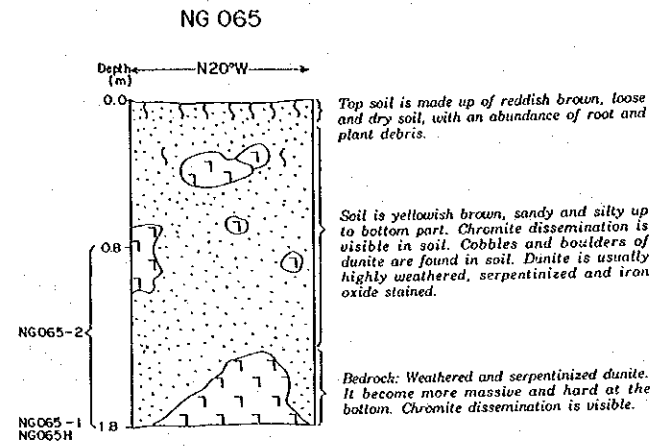 NG 065
Depth
(m)
N20°W
0.0
Top soil is made up of reddish brown, loose
and dry soil, with an abundance of root and
plant debris.
Soil is yellowish brown, sandy and silty up
to bottom part. Chromite dissemination is
visible in soil. Cobbles and boulders of
dunite are found in soil. Dunite is usually
highly weathered, serpentinized and iron
oxide stained.
0.8
NG065-2
Bedrock: Weathered and serpentinized dunite.
It become more massive and hard at the
bottom. Chromite dissemination is visible.
NG065-1
NG065H
1.8